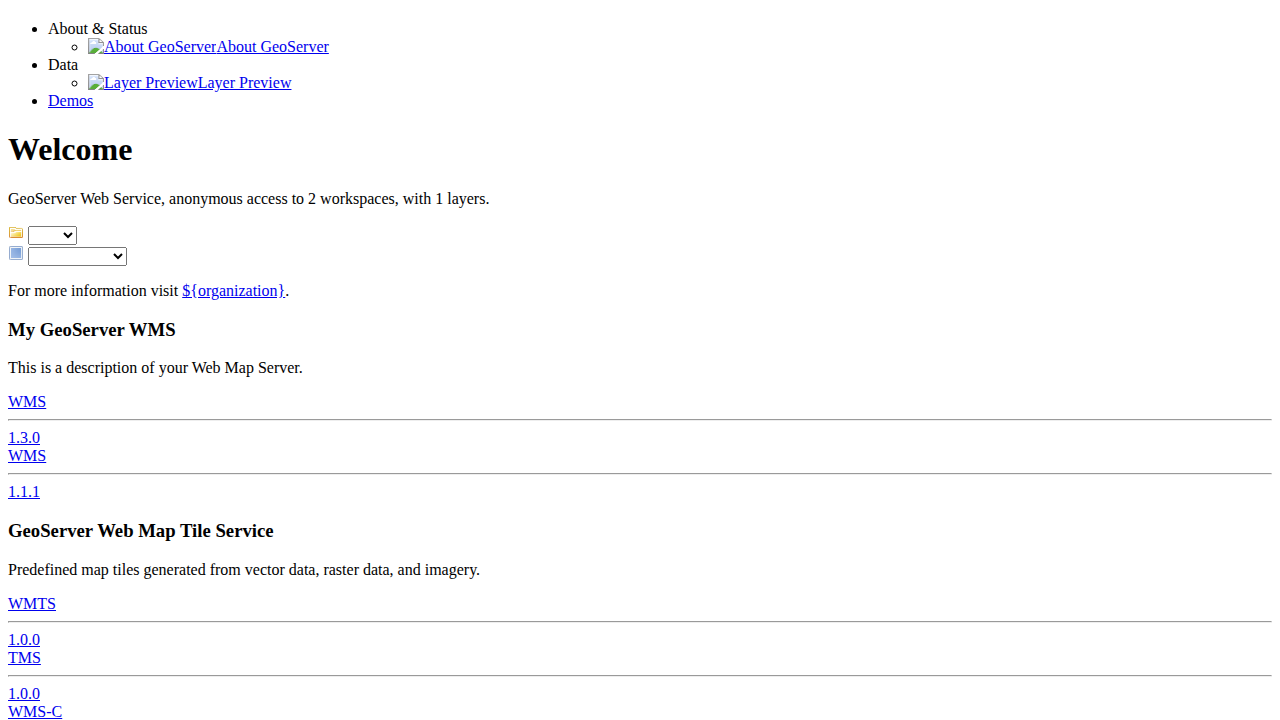 About & Status
About GeoServerAbout GeoServer
Data
Layer PreviewLayer Preview
Demos
Welcome
GeoServer Web Service, anonymous access to 2 workspaces, with 1 layers.
For more information visit ${organization}.
My GeoServer WMS
This is a description of your Web Map Server.
WMS
1.3.0
WMS
1.1.1
GeoServer Web Map Tile Service
Predefined map tiles generated from vector data, raster data, and imagery.
WMTS
1.0.0
TMS
1.0.0
WMS-C